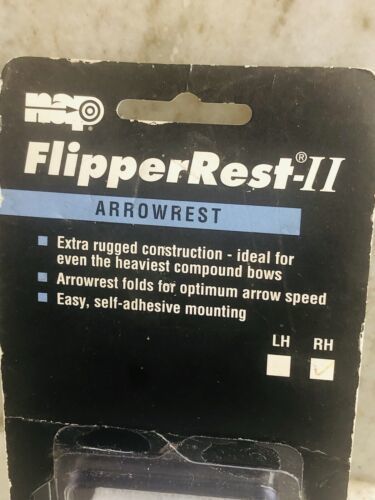 nap®
FlipperRest®-II
ARROWREST
Extra rugged construction - ideal for
even the heaviest compound bows
Arrowrest folds for optimum arrow speed
Easy, self-adhesive mounting
LH RH